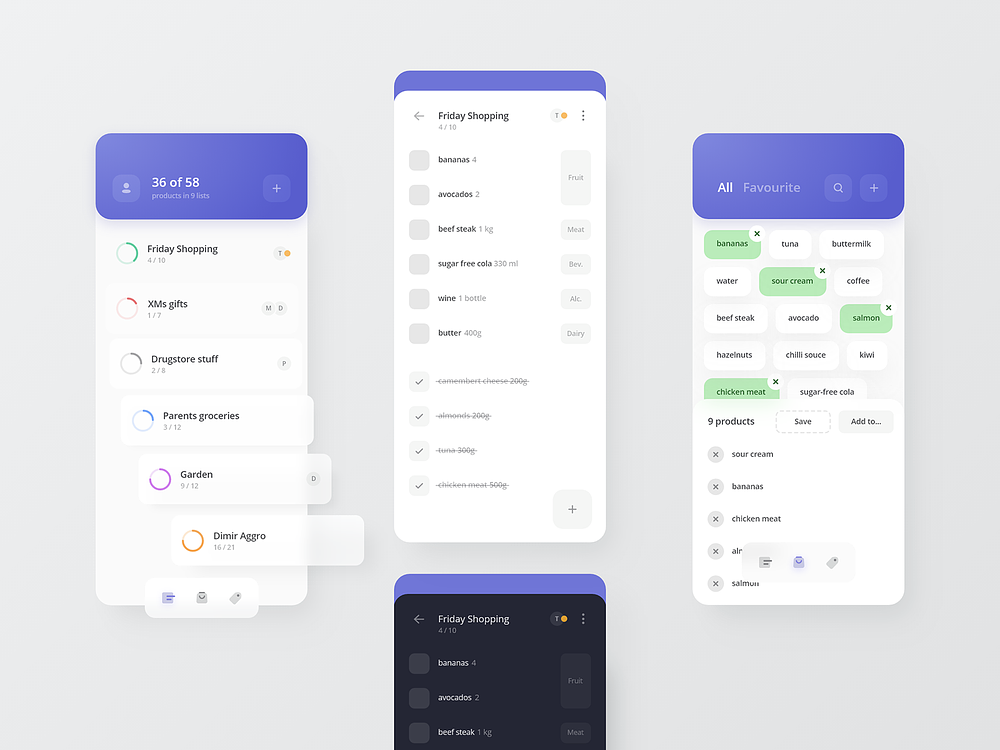 36 of 58
products in 9 lists
Friday Shopping
4 / 10
T
XMs gifts
1 / 7
M D
Drugstore stuff
2 / 8
P
Parents groceries
3 / 12
Garden
9 / 12
D
Dimir Aggro
16 / 21
Friday Shopping
4 / 10
T
bananas 4
Fruit
avocados 2
beef steak 1 kg
Meat
sugar free cola 330 ml
Bev.
wine 1 bottle
Alc.
butter 400g
Dairy
camembert cheese 200g
almonds 200g
tuna 300g
chicken meat 500g
Friday Shopping
4 / 10
T
bananas 4
Fruit
avocados 2
beef steak 1 kg
Meat
All Favourite
bananas tuna buttermilk
water sour cream coffee
beef steak avocado salmon
hazelnuts chilli souce kiwi
chicken meat sugar-free cola
9 products Save Add to...
sour cream
bananas
chicken meat
salmon